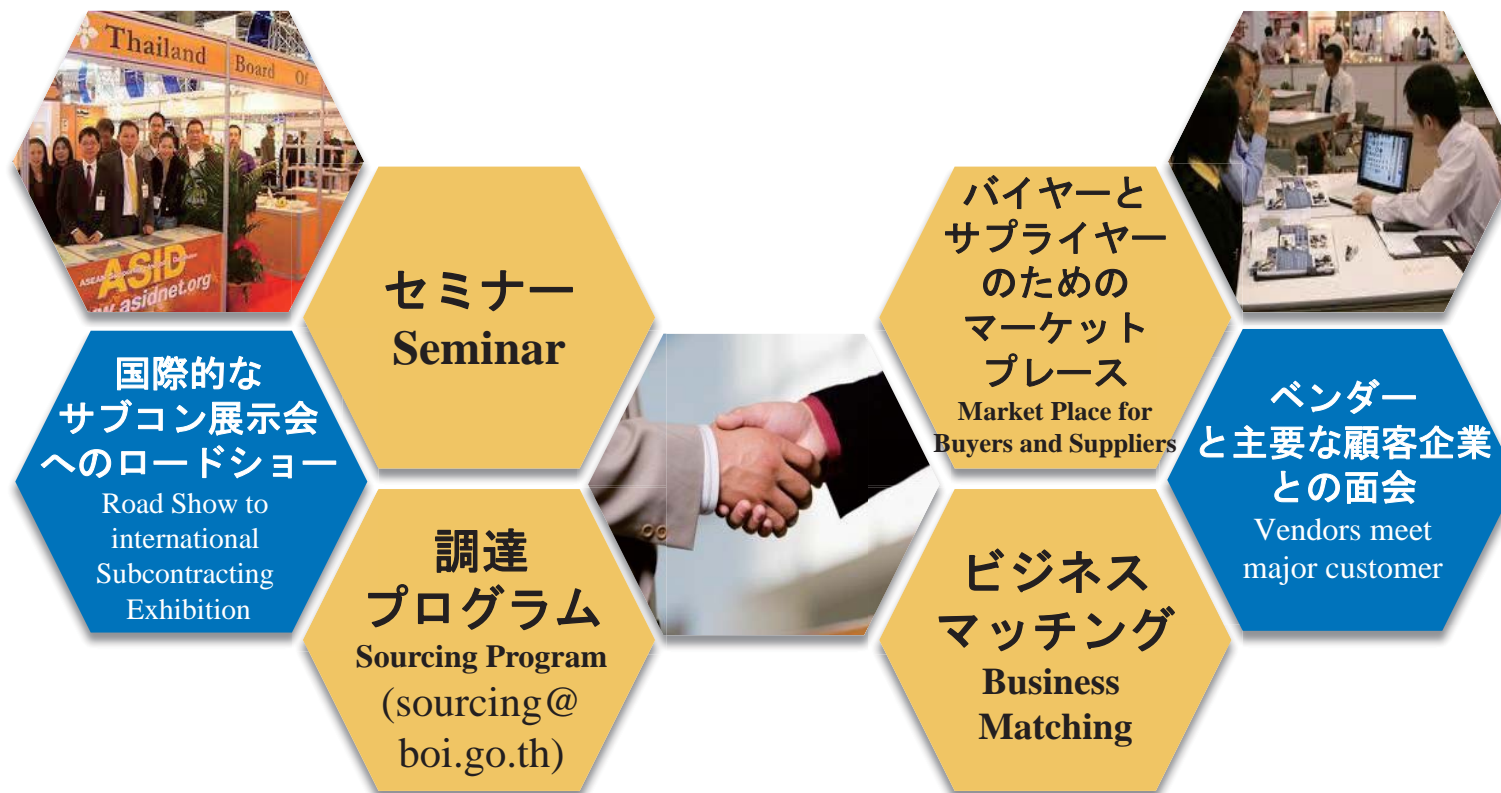 Thailand Board Of
ASID
www.asidnet.org
セミナー
Seminar
国際的な
サブコン展示会
へのロードショー
Road Show to
international
Subcontracting
Exhibition
調達
プログラム
Sourcing Program
(sourcing@
boi.go.th)
バイヤーと
サプライヤー
のための
マーケット
プレース
Market Place for
Buyers and Suppliers
ビジネス
マッチング
Business
Matching
ベンダー
と主要な顧客企業
との面会
Vendors meet
major customer